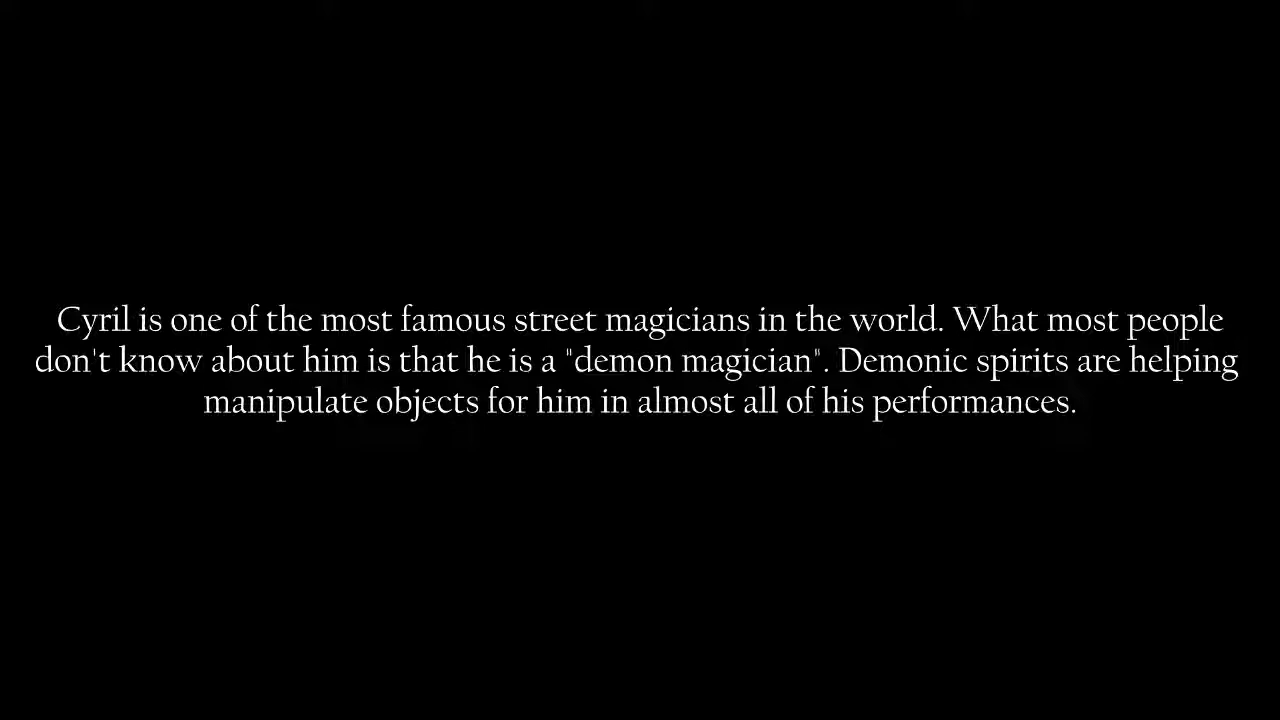 Cyril is one of the most famous street magicians in the world. What most people
don't know about him is that he is a "demon magician". Demonic spirits are helping
manipulate objects for him in almost all of his performances.